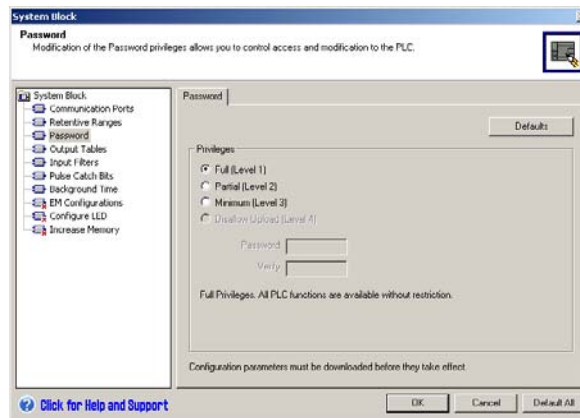 System Block
Password
Modification of the Password privileges allows you to control access and modification to the PLC.
System Block
Communication Ports
Retentive Ranges
Password
Output Tables
Input Filters
Pulse Catch Bits
Background Time
EM Configurations
Configure LED
Increase Memory
Password
Defaults
Privileges
Full (Level 1)
Partial (Level 2)
Minimum (Level 3)
Disallow Upload (Level 4)
Password
Verify
Full Privileges. All PLC functions are available without restriction.
Configuration parameters must be downloaded before they take effect.
Click for Help and Support
OK
Cancel
Default All